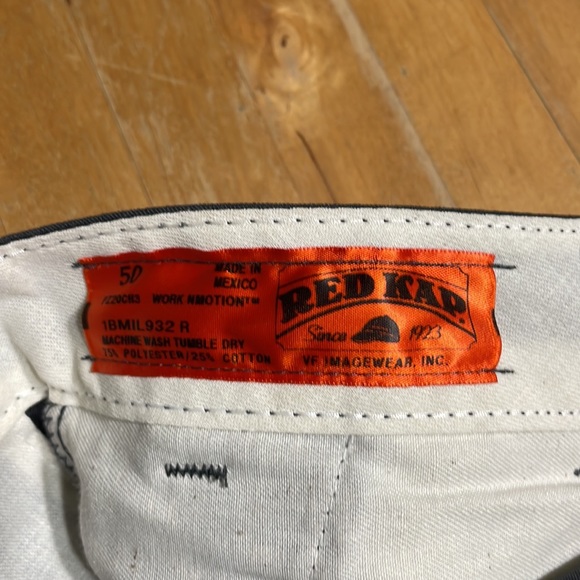 50
MADE IN
MEXICO
WORK NMOTION™
1BMIL932 R
MACHINE WASH TUMBLE DRY
75% POLYESTER/25% COTTON
RED KAP
Since 1923
VF IMAGEWEAR, INC.